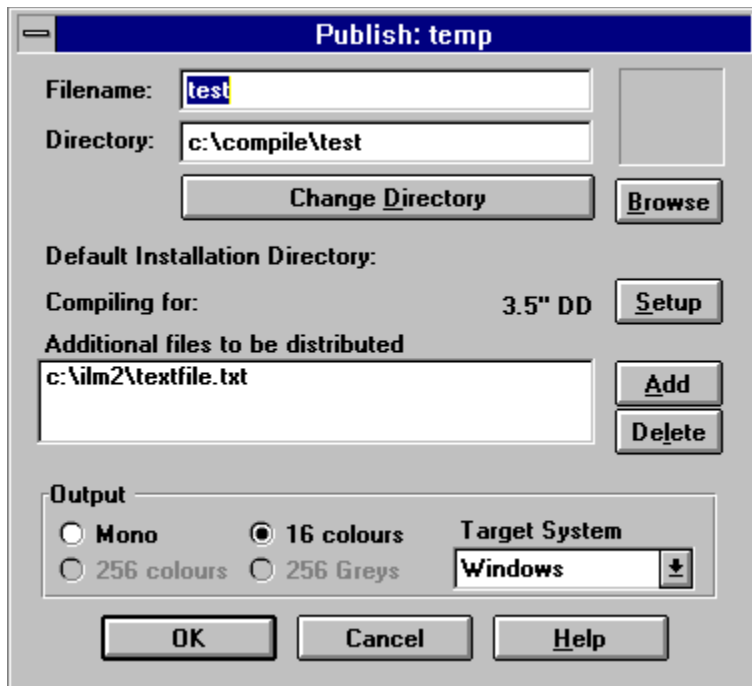 Publish: temp
Filename: test
Directory: c:\compile\test
Change Directory
Browse
Default Installation Directory:
Compiling for: 3.5" DD Setup
Additional files to be distributed
c:\ilm2\textfile.txt
Add
Delete
Output
Mono 16 colours Target System
256 colours 256 Greys Windows
OK Cancel Help